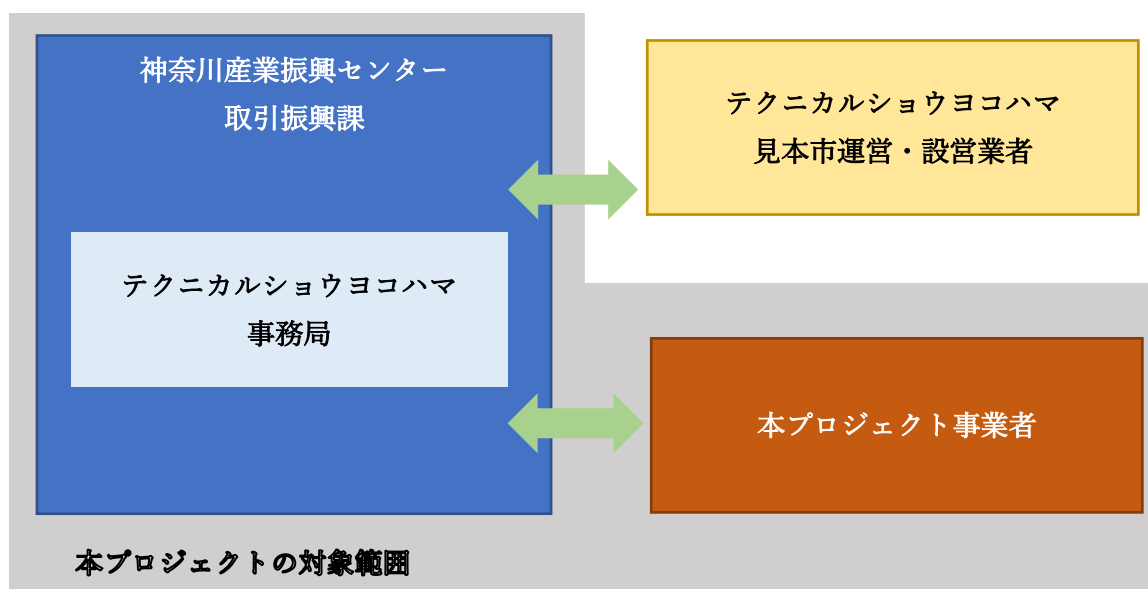 神奈川産業振興センター
取引振興課
テクニカルショウヨコハマ
事務局
テクニカルショウヨコハマ
見本市運営・設営業者
本プロジェクト事業者
本プロジェクトの対象範囲